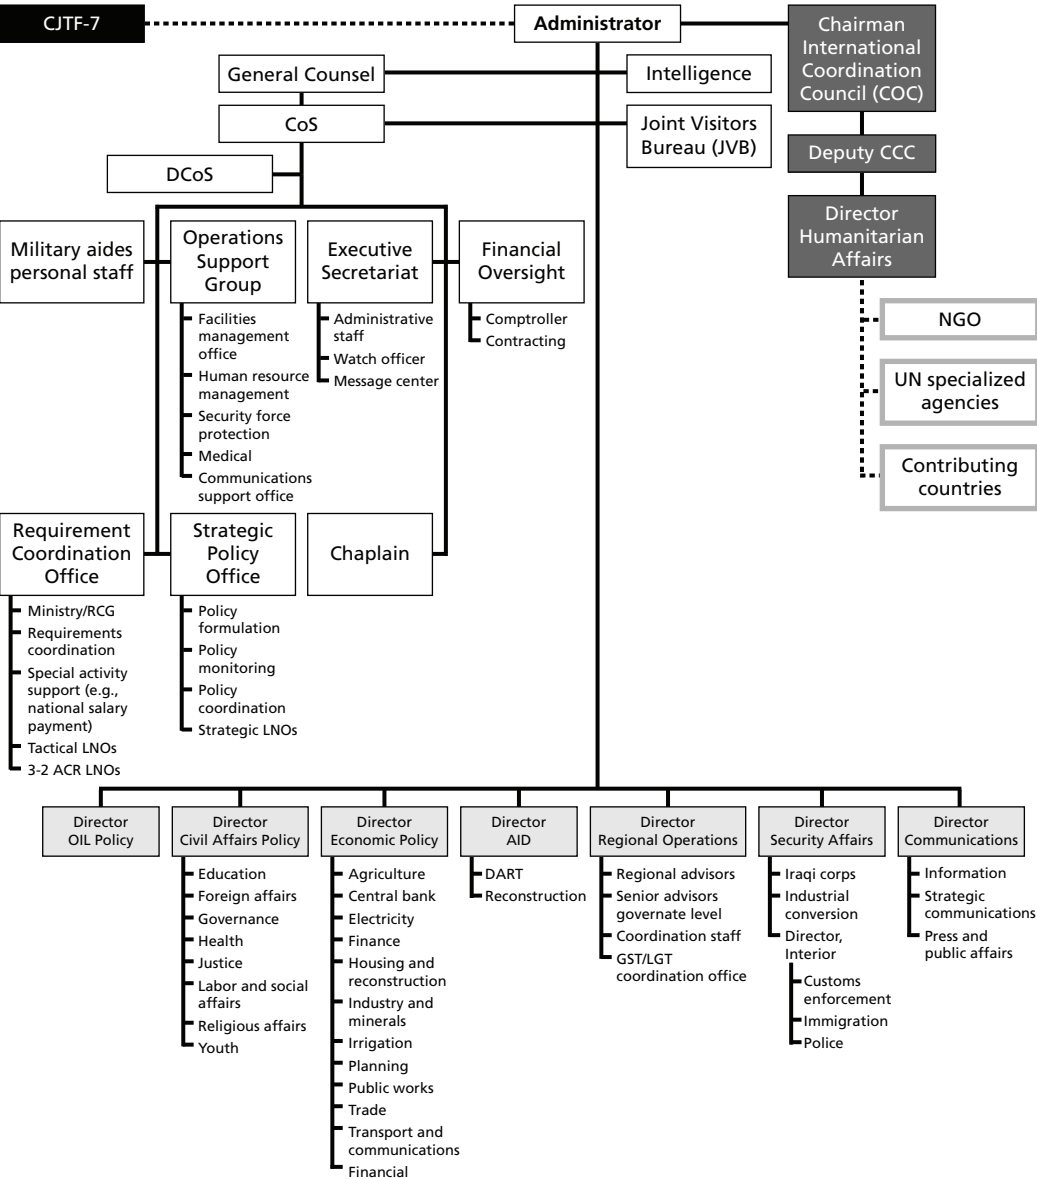 CJTF-7
Administrator
Chairman
International
Coordination
Council (COC)
General Counsel
Intelligence
CoS
Joint Visitors
Bureau (JVB)
Deputy CCC
DCoS
Director
Humanitarian
Affairs
Military aides
personal staff
Operations
Support
Group
Executive
Secretariat
Financial
Oversight
Facilities
management
office
Human resource
management
Security force
protection
Medical
Communications
support office
Administrative
staff
Watch officer
Message center
Comptroller
Contracting
NGO
UN specialized
agencies
Contributing
countries
Requirement
Coordination
Office
Strategic
Policy
Office
Chaplain
Ministry/RCG
Requirements
coordination
Special activity
support (e.g.,
national salary
payment)
Tactical LNOs
3-2 ACR LNOs
Policy
formulation
Policy
monitoring
Policy
coordination
Strategic LNOs
Director
OIL Policy
Director
Civil Affairs Policy
Education
Foreign affairs
Governance
Health
Justice
Labor and social
affairs
Religious affairs
Youth
Director
Economic Policy
Agriculture
Central bank
Electricity
Finance
Housing and
reconstruction
Industry and
minerals
Irrigation
Planning
Public works
Trade
Transport and
communications
Financial
Director
AID
DART
Reconstruction
Director
Regional Operations
Regional advisors
Senior advisors
governate level
Coordination staff
GST/LGT
coordination office
Director
Security Affairs
Iraqi corps
Industrial
conversion
Director,
Interior
Customs
enforcement
Immigration
Police
Director
Communications
Information
Strategic
communications
Press and
public affairs